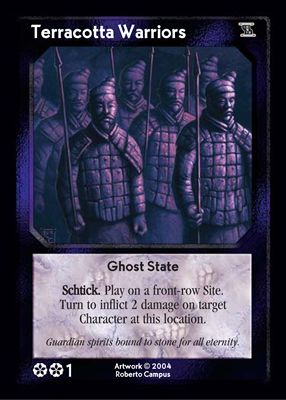 Terracotta Warriors
Ghost State
Schtick. Play on a front-row Site.
Turn to inflict 2 damage on target
Character at this location.
Guardian spirits bound to stone for all eternity.
1
Artwork © 2004
Roberto Campus